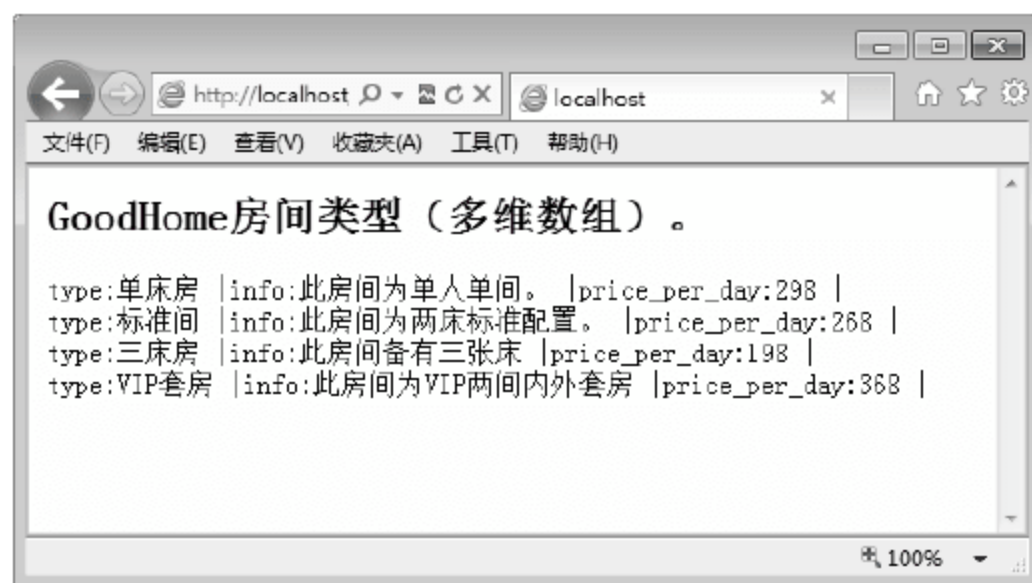 http://localhost
localhost
文件(F) 编辑(E) 查看(V) 收藏夹(A) 工具(T) 帮助(H)
GoodHome房间类型（多维数组）。
type:单床房 |info:此房间为单人单间。 |price_per_day:298 |
type:标准间 |info:此房间为两床标准配置。 |price_per_day:268 |
type:三床房 |info:此房间备有三张床 |price_per_day:198 |
type:VIP套房 |info:此房间为VIP两间内外套房 |price_per_day:368 |
100%